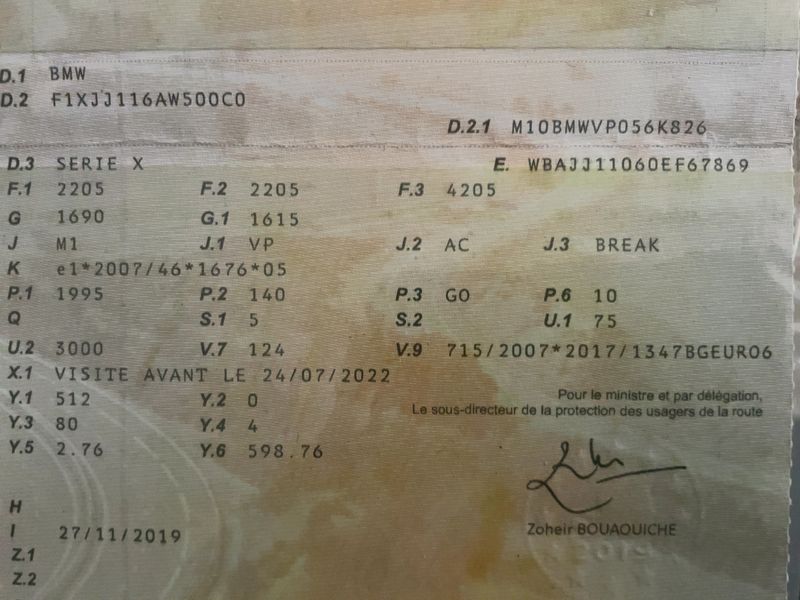 D.1 BMW
D.2 F1XJJ116AW500C0
D.2.1 M10BMWVP056K826
D.3 SERIE X E. WBAJJ11060EF67869
F.1 2205 F.2 2205 F.3 4205
G 1690 G.1 1615
J M1 J.1 VP J.2 AC J.3 BREAK
K e1*2007/46*1676*05
P.1 1995 P.2 140 P.3 GO P.6 10
Q S.1 5 S.2 U.1 75
U.2 3000 V.7 124 V.9 715/2007*2017/1347BGEURO6
X.1 VISITE AVANT LE 24/07/2022
Y.1 512 Y.2 0
Pour le ministre et par délégation,
Le sous-directeur de la protection des usagers de la route
Y.3 80 Y.4 4
Y.5 2.76 Y.6 598.76
H
I 27/11/2019
Zoheir BOUAOUICHE
Z.1
Z.2